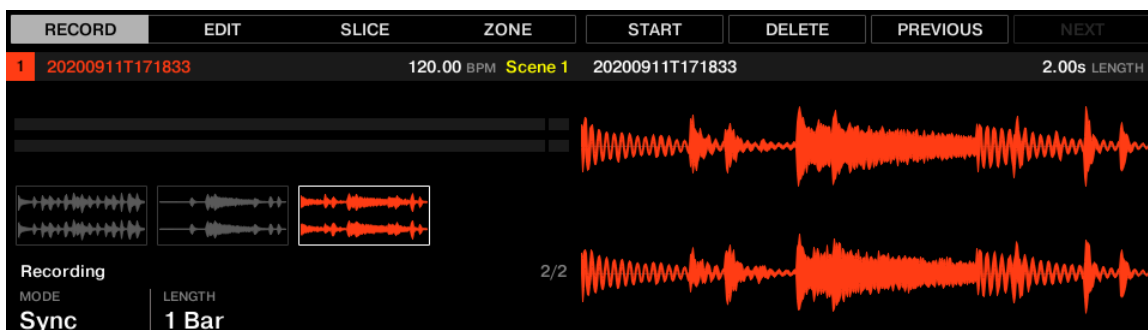 RECORD EDIT SLICE ZONE START DELETE PREVIOUS NEXT
1 20200911T171833 120.00 BPM Scene 1 20200911T171833 2.00s LENGTH
Recording 2/2
MODE LENGTH
Sync 1 Bar